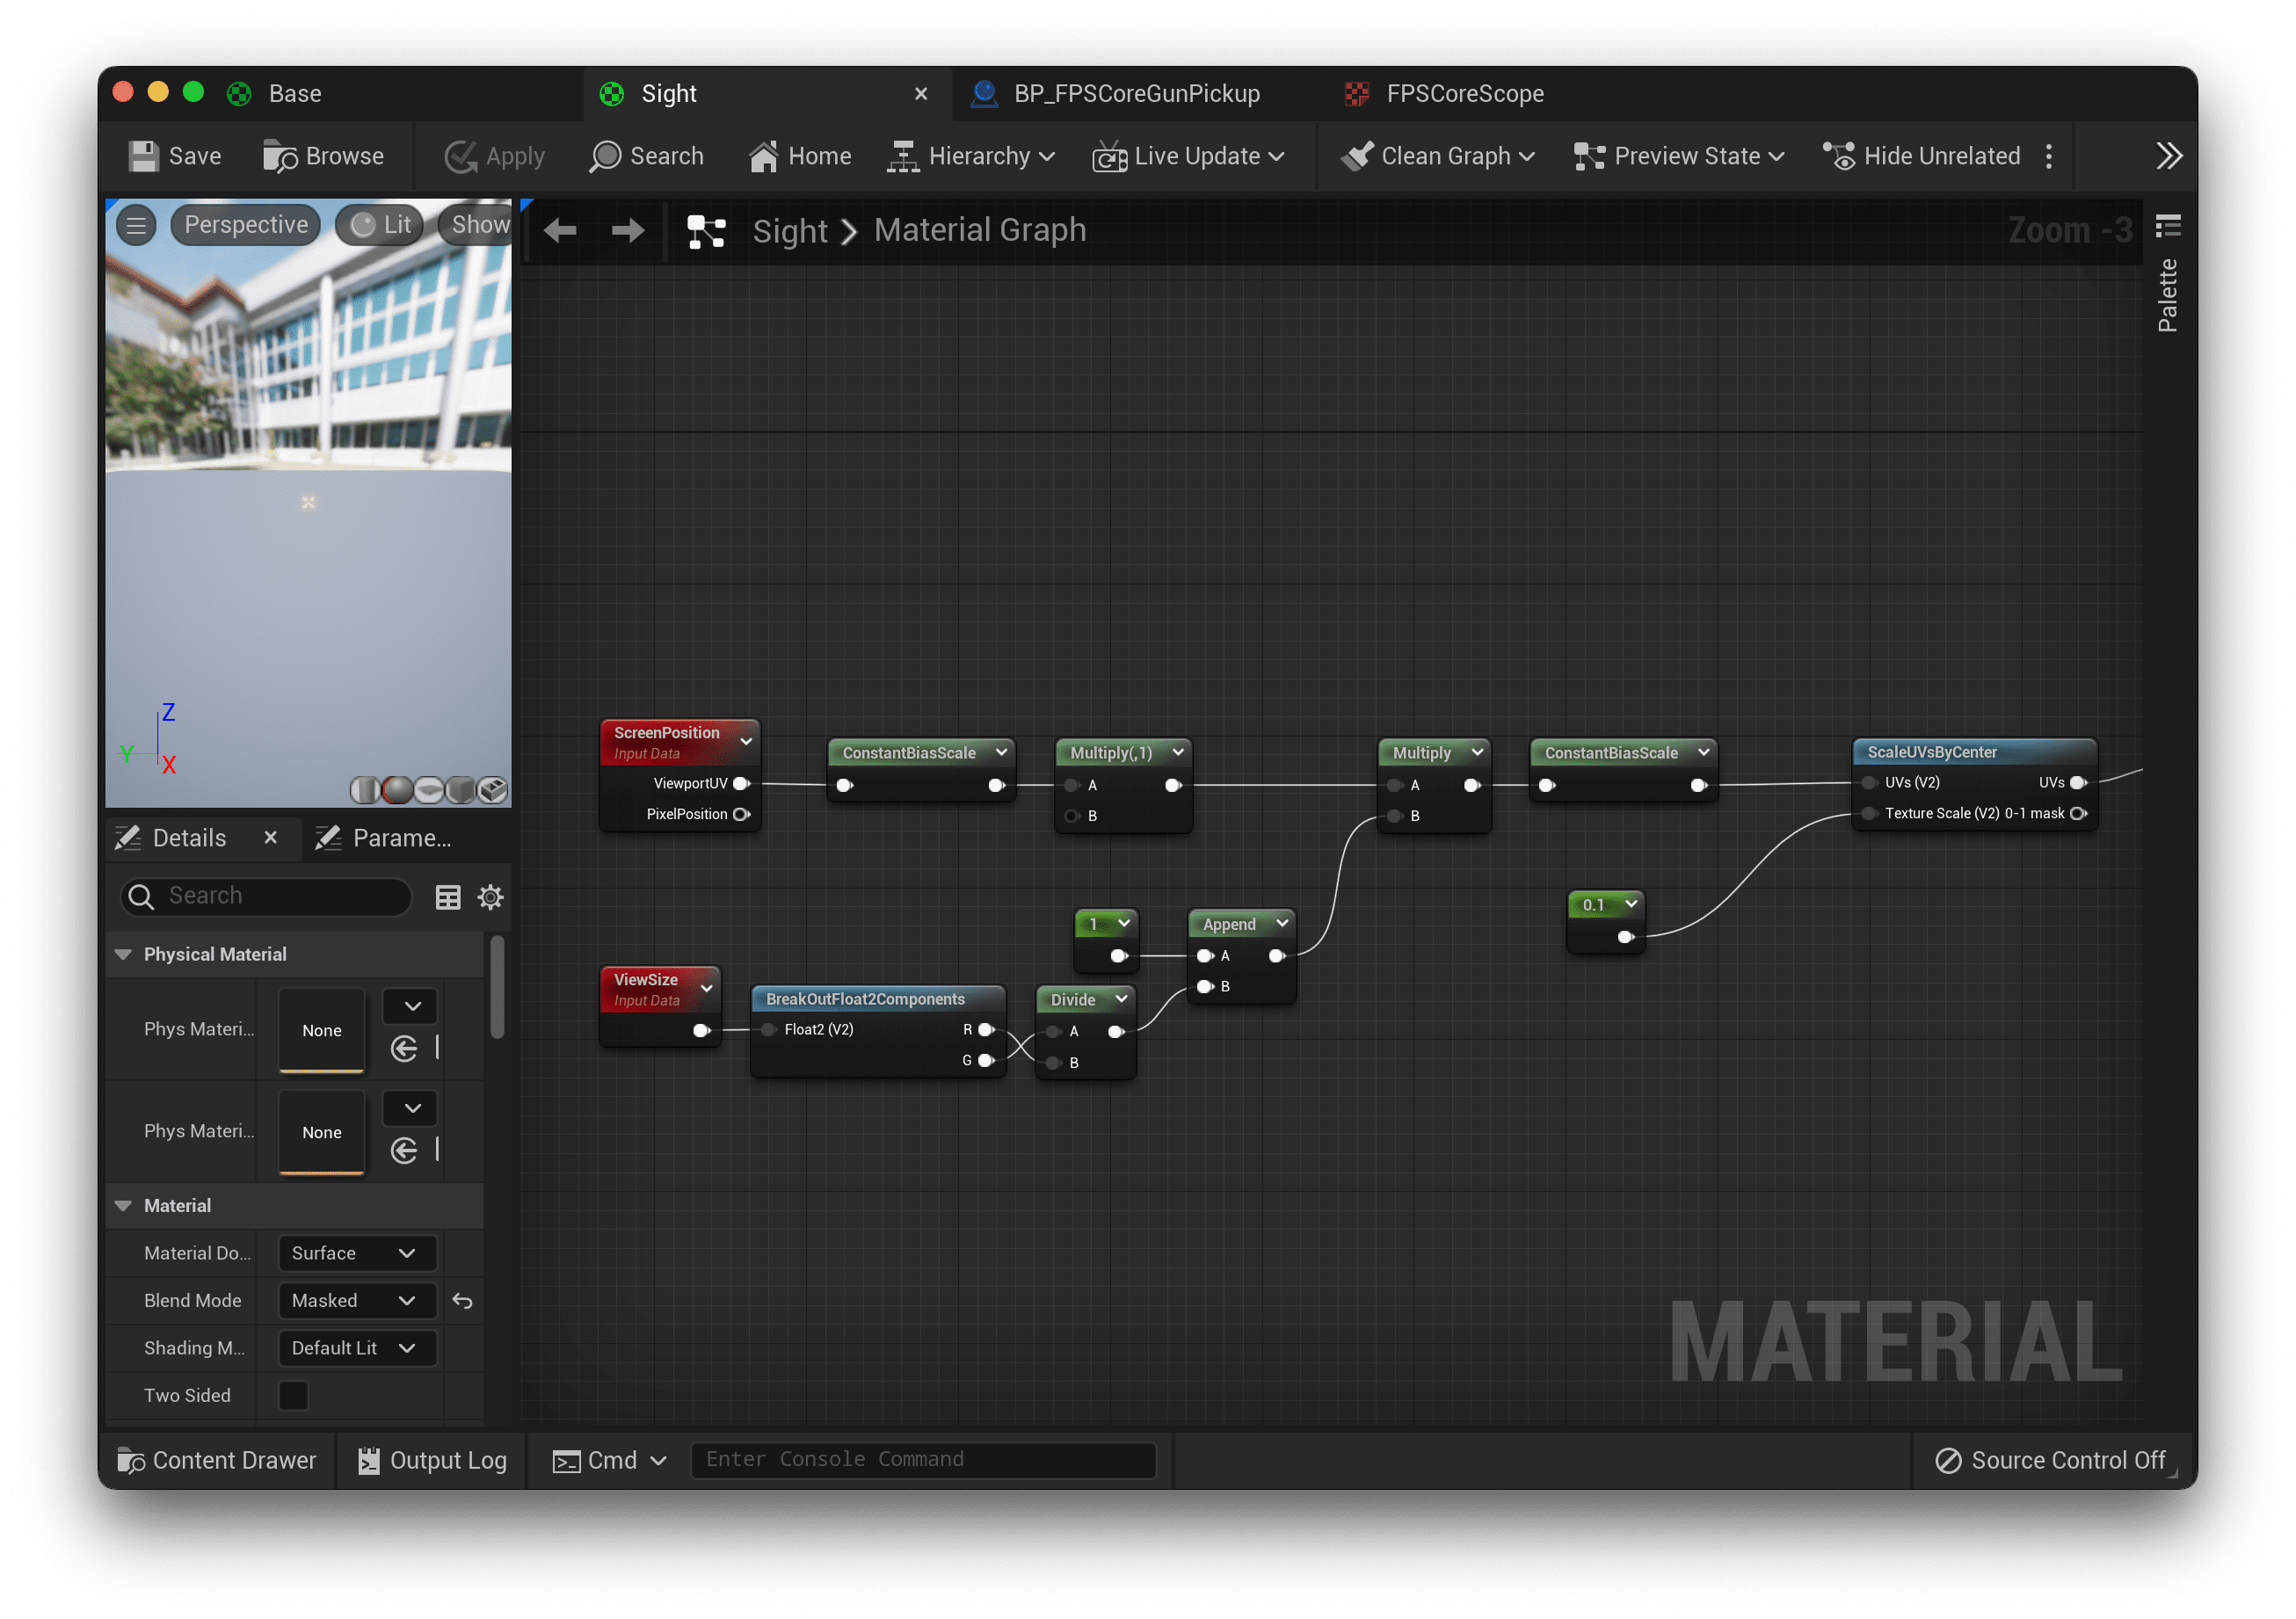 Base
Sight
BP_FPSCoreGunPickup
FPSCoreScope
Save
Browse
Apply
Search
Home
Hierarchy
Live Update
Clean Graph
Preview State
Hide Unrelated
Perspective
Lit
Show
Sight
Material Graph
Zoom -3
Palette
Z
Y
X
ScreenPosition
Input Data
ViewportUV
PixelPosition
ConstantBiasScale
Multiply(,1)
A
B
Multiply
A
B
ConstantBiasScale
ScaleUVsByCenter
UVs (V2)
UVs
Texture Scale (V2)
0-1 mask
0.1
1
Append
A
B
ViewSize
Input Data
BreakOutFloat2Components
Float2 (V2)
R
G
Divide
A
B
MATERIAL
Details
Parame...
Search
Physical Material
Phys Materi...
None
Phys Materi...
None
Material
Material Do...
Surface
Blend Mode
Masked
Shading M...
Default Lit
Two Sided
Content Drawer
Output Log
Cmd
Enter Console Command
Source Control Off